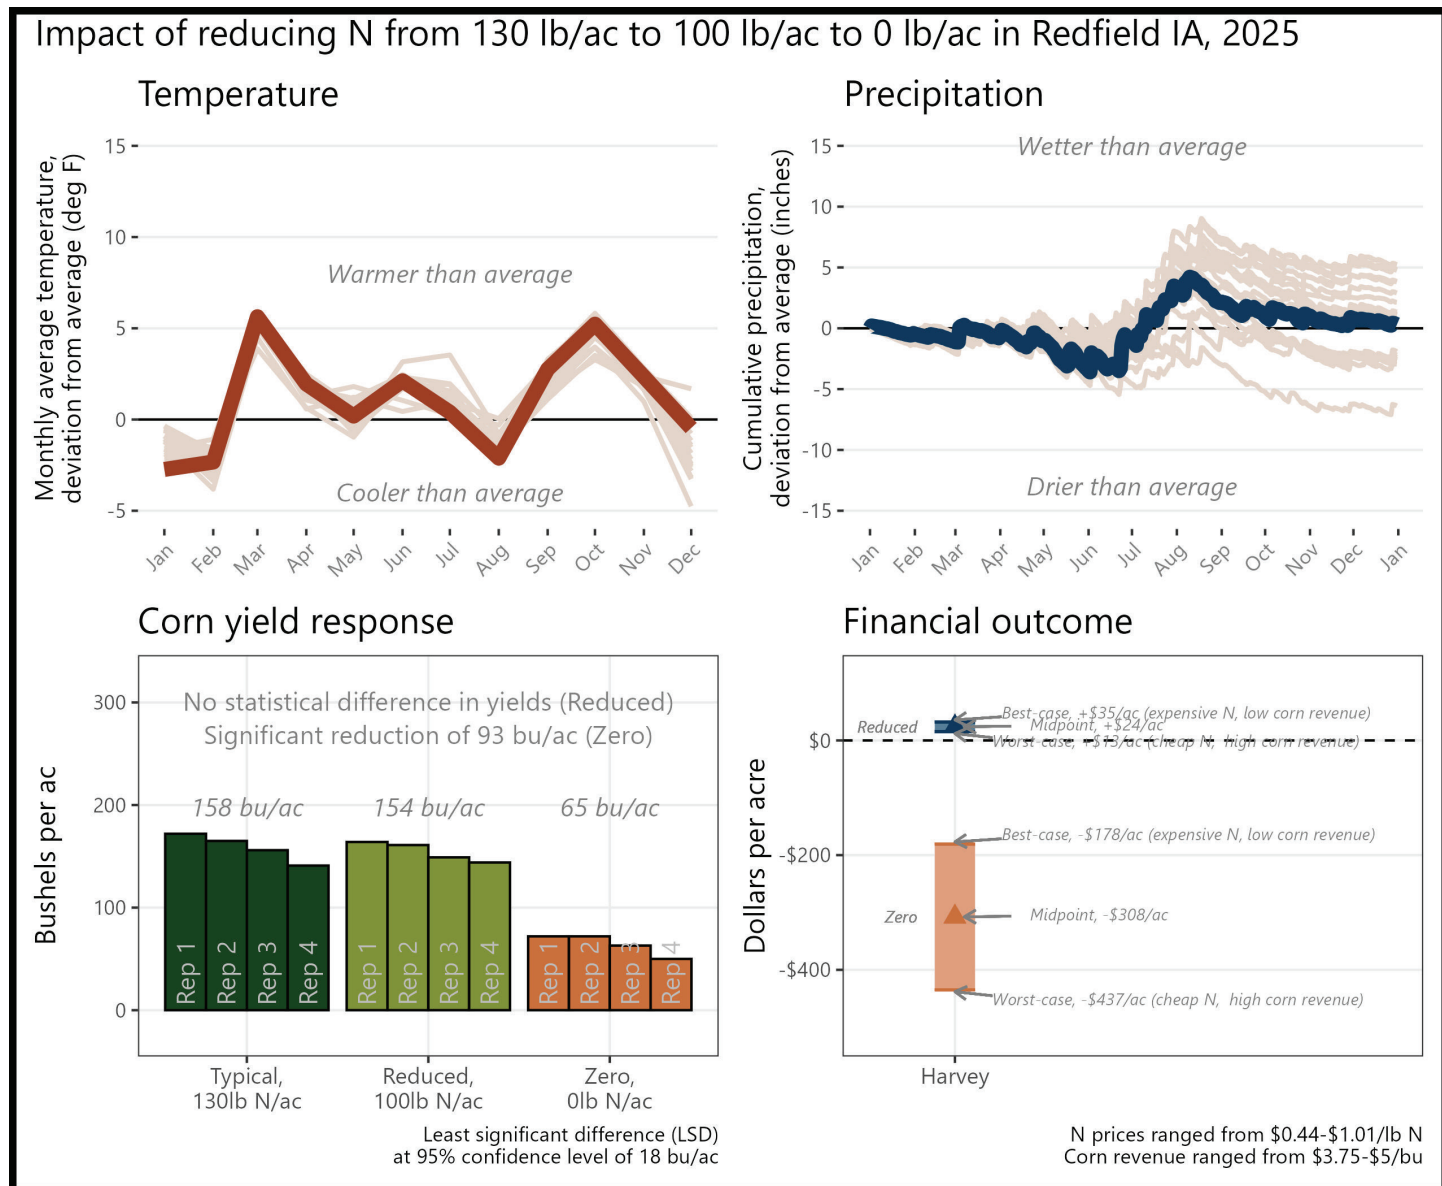 Impact of reducing N from 130 lb/ac to 100 lb/ac to 0 lb/ac in Redfield IA, 2025
Temperature
Monthly average temperature,
deviation from average (deg F)
15
10
5
0
-5
Warmer than average
Cooler than average
Jan
Feb
Mar
Apr
May
Jun
Jul
Aug
Sep
Oct
Nov
Dec
Precipitation
Cumulative precipitation,
deviation from average (inches)
15
10
5
0
-5
-10
-15
Wetter than average
Drier than average
Jan
Feb
Mar
Apr
May
Jun
Jul
Aug
Sep
Oct
Nov
Dec
Jan
Corn yield response
Bushels per ac
300
200
100
0
No statistical difference in yields (Reduced)
Significant reduction of 93 bu/ac (Zero)
158 bu/ac
154 bu/ac
65 bu/ac
Rep 1
Rep 2
Rep 3
Rep 4
Rep 1
Rep 2
Rep 3
Rep 4
Rep 1
Rep 2
Rep 3
Rep 4
Typical,
130lb N/ac
Reduced,
100lb N/ac
Zero,
0lb N/ac
Least significant difference (LSD)
at 95% confidence level of 18 bu/ac
Financial outcome
Dollars per acre
$0
-$200
-$400
Reduced
Best-case, +$35/ac (expensive N, low corn revenue)
Midpoint, +$24/ac
Worst-case, +$13/ac (cheap N,  high corn revenue)
Best-case, -$178/ac (expensive N, low corn revenue)
Zero
Midpoint, -$308/ac
Worst-case, -$437/ac (cheap N,  high corn revenue)
Harvey
N prices ranged from $0.44-$1.01/lb N
Corn revenue ranged from $3.75-$5/bu